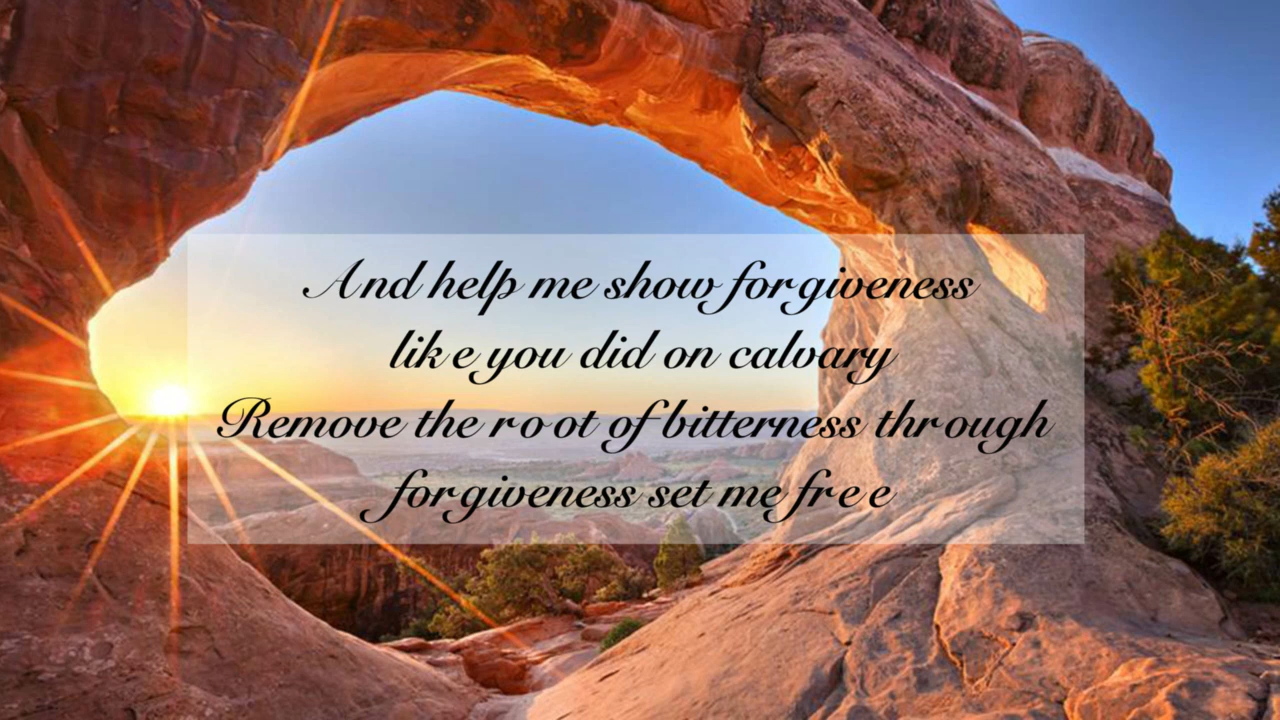 And help me show forgiveness
like you did on calvary
Remove the root of bitterness through
forgiveness set me free